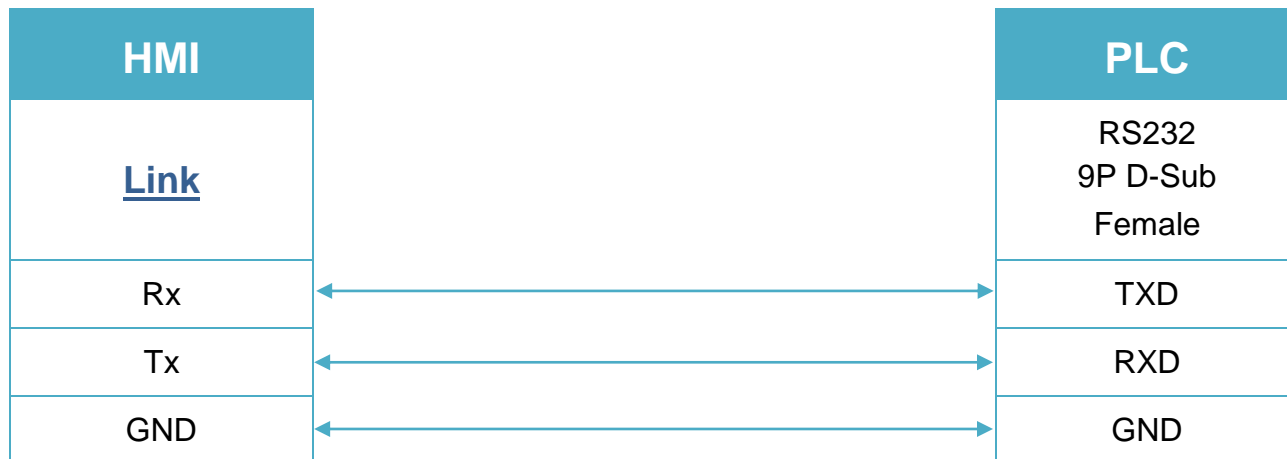 HMI
PLC
Link
RS232
9P D-Sub
Female
Rx
TXD
Tx
RXD
GND
GND